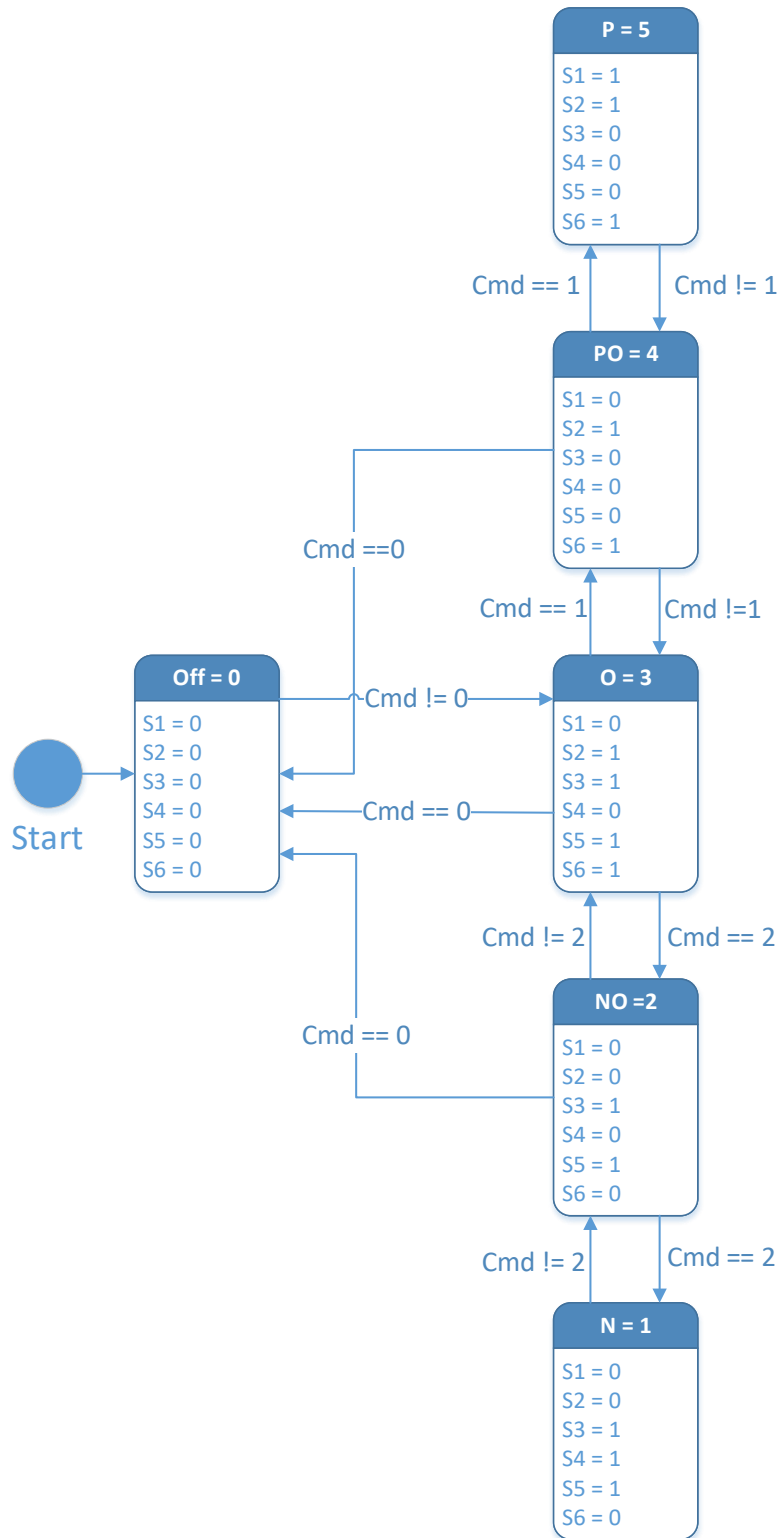 P = 5
S1 = 1
S2 = 1
S3 = 0
S4 = 0
S5 = 0
S6 = 1
Cmd == 1
Cmd != 1
PO = 4
S1 = 0
S2 = 1
S3 = 0
S4 = 0
S5 = 0
S6 = 1
Cmd ==0
Cmd == 1
Cmd !=1
Off = 0
S1 = 0
S2 = 0
S3 = 0
S4 = 0
S5 = 0
S6 = 0
Start
Cmd != 0
Cmd == 0
O = 3
S1 = 0
S2 = 1
S3 = 1
S4 = 0
S5 = 1
S6 = 1
Cmd != 2
Cmd == 2
Cmd == 0
NO =2
S1 = 0
S2 = 0
S3 = 1
S4 = 0
S5 = 1
S6 = 0
Cmd != 2
Cmd == 2
N = 1
S1 = 0
S2 = 0
S3 = 1
S4 = 1
S5 = 1
S6 = 0